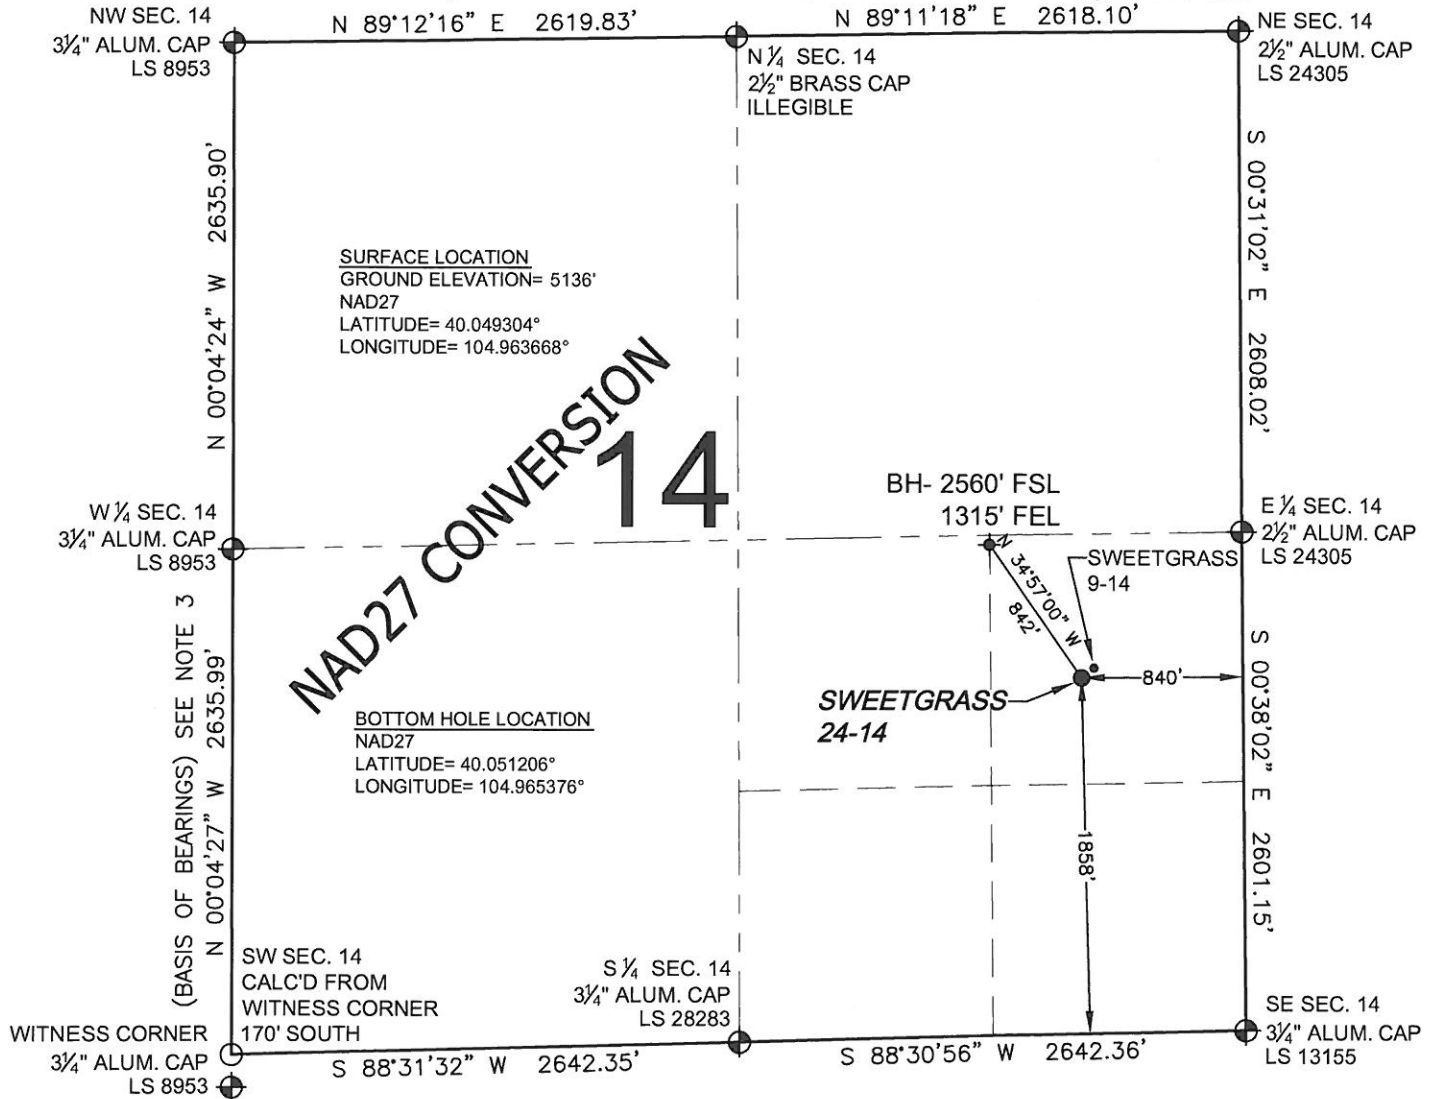 NW SEC. 14
3¼" ALUM. CAP
LS 8953
N 89°12'16" E 2619.83'
N 89°11'18" E 2618.10'
NE SEC. 14
2½" ALUM. CAP
LS 24305
N ¼ SEC. 14
2½" BRASS CAP
ILLEGIBLE
N 00°04'24" W 2635.90'
S 00°31'02" E 2608.02'
SURFACE LOCATION
GROUND ELEVATION= 5136'
NAD27
LATITUDE= 40.049304°
LONGITUDE= 104.963668°
NAD27 CONVERSION
14
BH- 2560' FSL
1315' FEL
W ¼ SEC. 14
3¼" ALUM. CAP
LS 8953
E ¼ SEC. 14
2½" ALUM. CAP
LS 24305
N 34°57'00" W
842'
SWEETGRASS
9-14
840'
SWEETGRASS
24-14
1858'
(BASIS OF BEARINGS) SEE NOTE 3
N 00°04'27" W 2635.99'
S 00°38'02" E 2601.15'
BOTTOM HOLE LOCATION
NAD27
LATITUDE= 40.051206°
LONGITUDE= 104.965376°
SW SEC. 14
CALC'D FROM
WITNESS CORNER
170' SOUTH
WITNESS CORNER
3¼" ALUM. CAP
LS 8953
S ¼ SEC. 14
3¼" ALUM. CAP
LS 28283
S 88°31'32" W 2642.35'
S 88°30'56" W 2642.36'
SE SEC. 14
3¼" ALUM. CAP
LS 13155